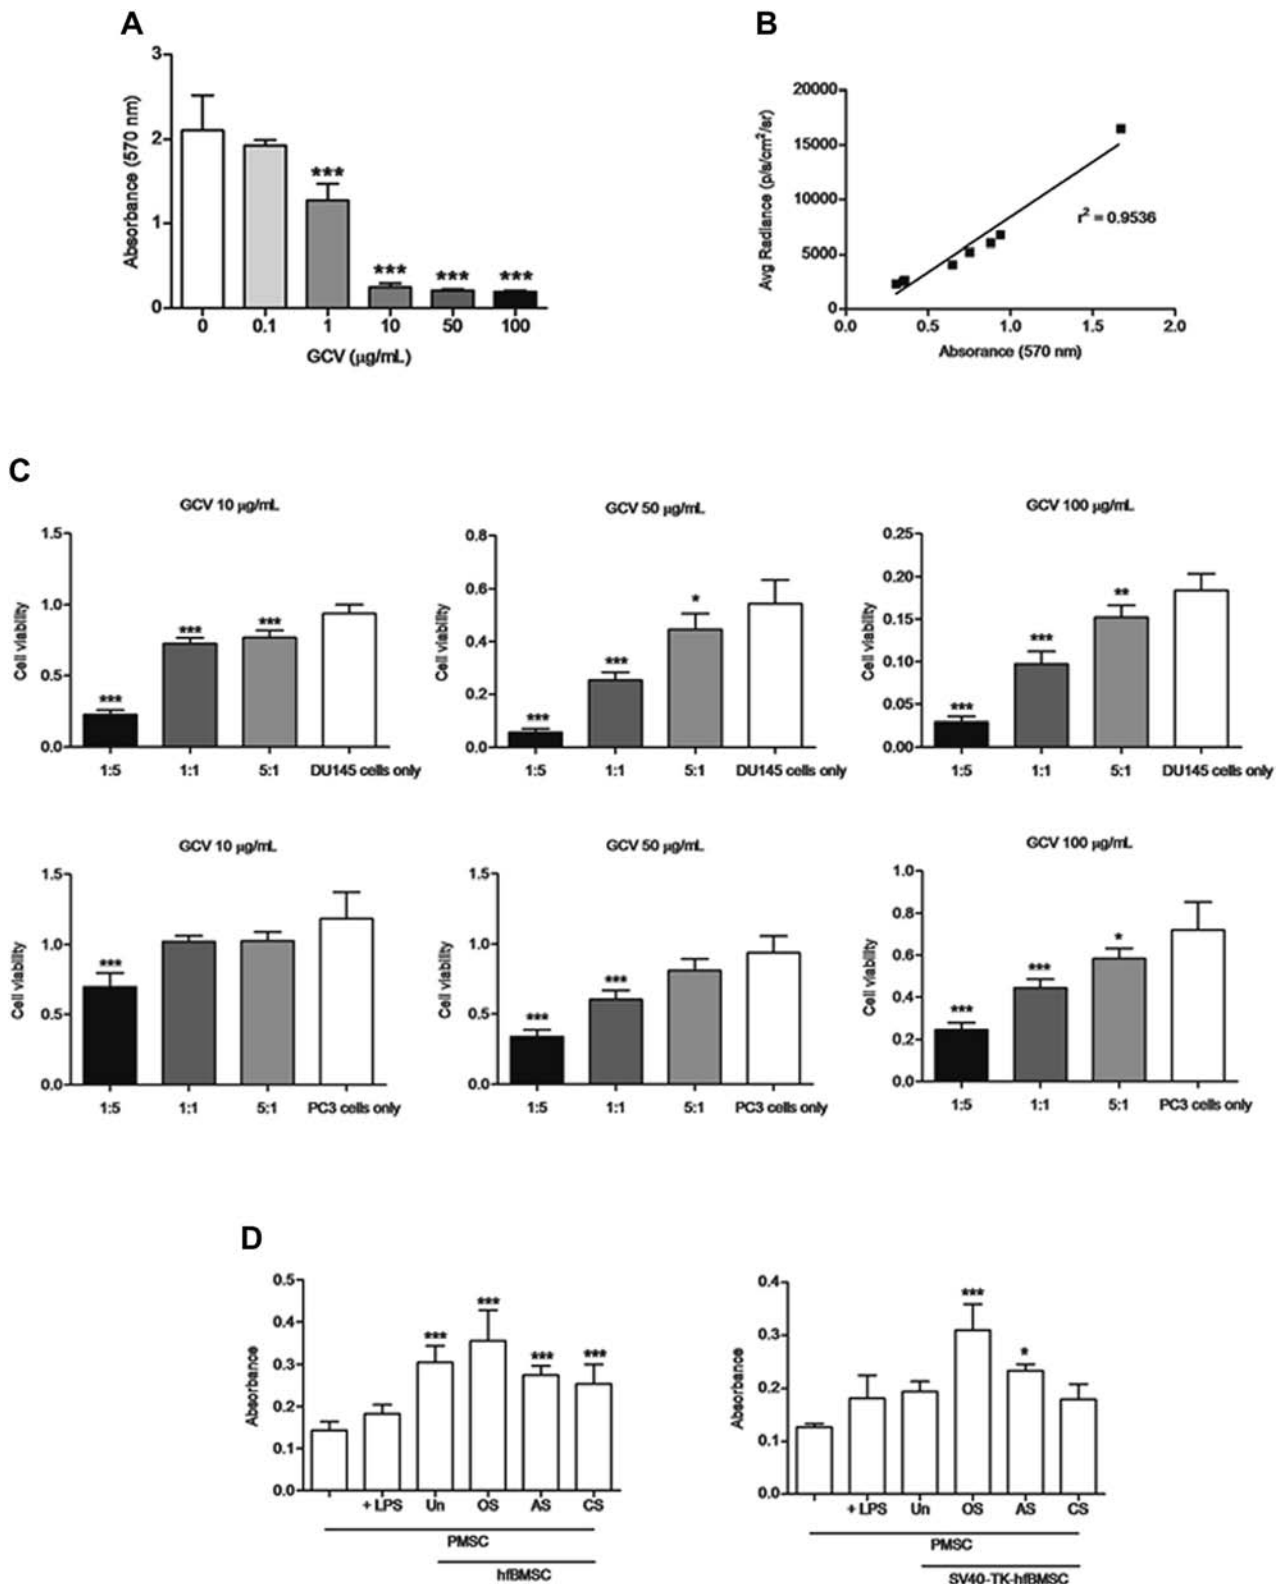 A
3
2
1
0
Absorbance (570 nm)
***
***
***
***
0 0.1 1 10 50 100
GCV (µg/mL)
B
20000
15000
10000
5000
0
Avg Radiance (p/s/cm²/sr)
r² = 0.9536
0.0 0.5 1.0 1.5 2.0
Absorance (570 nm)
C
GCV 10 µg/mL
1.5
1.0
0.5
0.0
Cell viability
***
***
***
1:5 1:1 5:1 DU145 cells only
GCV 50 µg/mL
0.8
0.6
0.4
0.2
0.0
Cell viability
***
***
*
1:5 1:1 5:1 DU145 cells only
GCV 100 µg/mL
0.25
0.20
0.15
0.10
0.05
0.00
Cell viability
***
***
**
1:5 1:1 5:1 DU145 cells only
GCV 10 µg/mL
1.5
1.0
0.5
0.0
Cell viability
***
1:5 1:1 5:1 PC3 cells only
GCV 50 µg/mL
1.5
1.0
0.5
0.0
Cell viability
***
***
1:5 1:1 5:1 PC3 cells only
GCV 100 µg/mL
1.0
0.8
0.6
0.4
0.2
0.0
Cell viability
***
***
*
1:5 1:1 5:1 PC3 cells only
D
0.5
0.4
0.3
0.2
0.1
0.0
Absorbance
***
***
***
***
+ LPS Un OS AS CS
PMSC
hfBMSC
0.4
0.3
0.2
0.1
0.0
Absorbance
***
*
+ LPS Un OS AS CS
PMSC
SV40-TK-hfBMSC